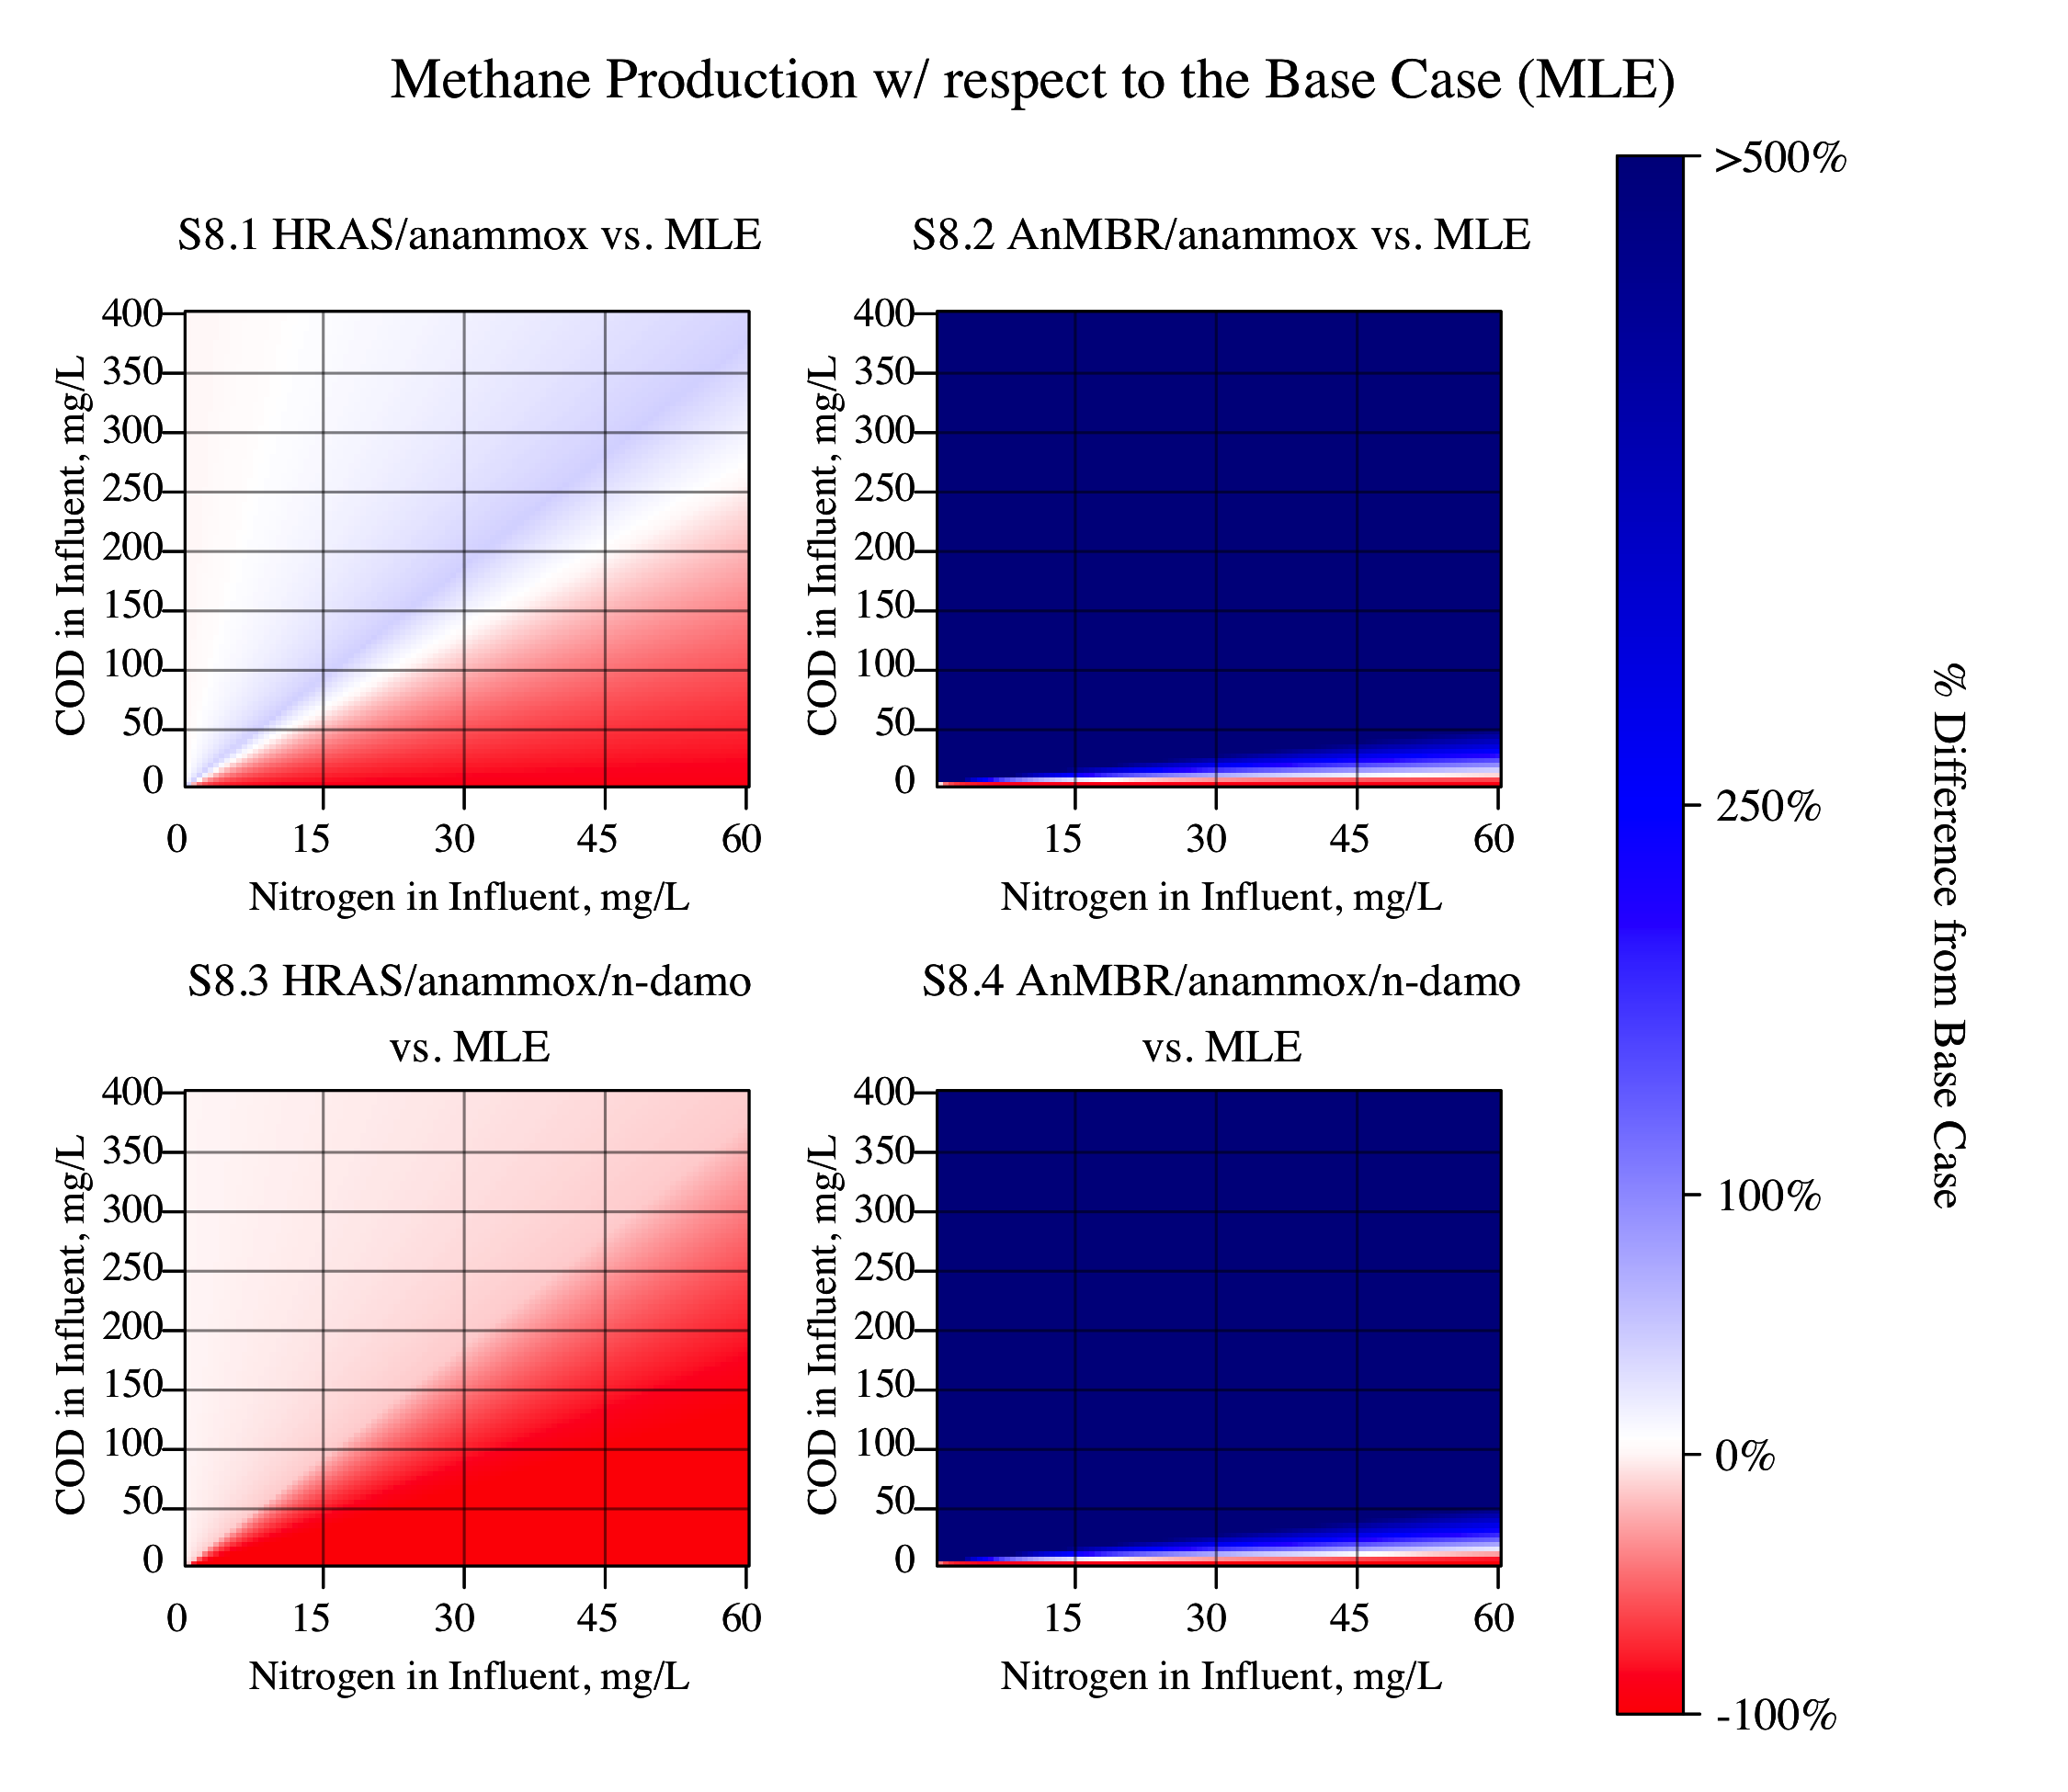 Methane Production w/ respect to the Base Case (MLE)
S8.1 HRAS/anammox vs. MLE
400
350
300
250
200
150
100
50
0
COD in Influent, mg/L
0 15 30 45 60
Nitrogen in Influent, mg/L
S8.2 AnMBR/anammox vs. MLE
400
350
300
250
200
150
100
50
0
COD in Influent, mg/L
15 30 45 60
Nitrogen in Influent, mg/L
S8.3 HRAS/anammox/n-damo
vs. MLE
400
350
300
250
200
150
100
50
0
COD in Influent, mg/L
0 15 30 45 60
Nitrogen in Influent, mg/L
S8.4 AnMBR/anammox/n-damo
vs. MLE
400
350
300
250
200
150
100
50
0
COD in Influent, mg/L
15 30 45 60
Nitrogen in Influent, mg/L
>500%
250%
100%
0%
-100%
% Difference from Base Case